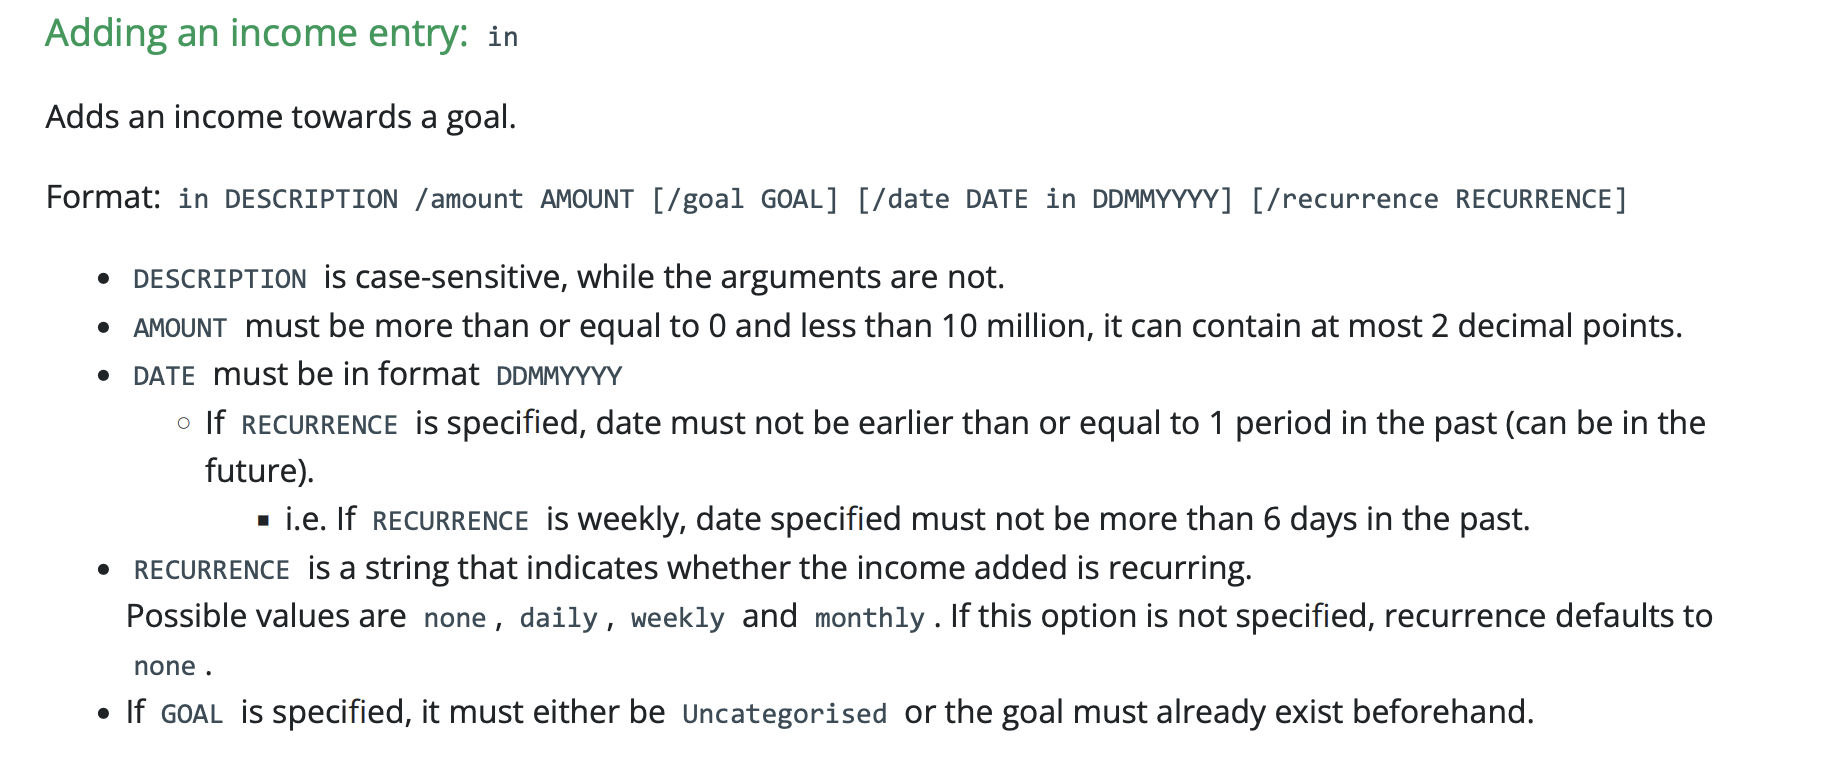 Adding an income entry: in
Adds an income towards a goal.
Format: in DESCRIPTION /amount AMOUNT [/goal GOAL] [/date DATE in DDMMYYYY] [/recurrence RECURRENCE]
• DESCRIPTION is case-sensitive, while the arguments are not.
• AMOUNT must be more than or equal to 0 and less than 10 million, it can contain at most 2 decimal points.
• DATE must be in format DDMMYYYY
○ If RECURRENCE is specified, date must not be earlier than or equal to 1 period in the past (can be in the
future).
▪ i.e. If RECURRENCE is weekly, date specified must not be more than 6 days in the past.
• RECURRENCE is a string that indicates whether the income added is recurring.
Possible values are none, daily, weekly and monthly. If this option is not specified, recurrence defaults to
none.
• If GOAL is specified, it must either be Uncategorised or the goal must already exist beforehand.